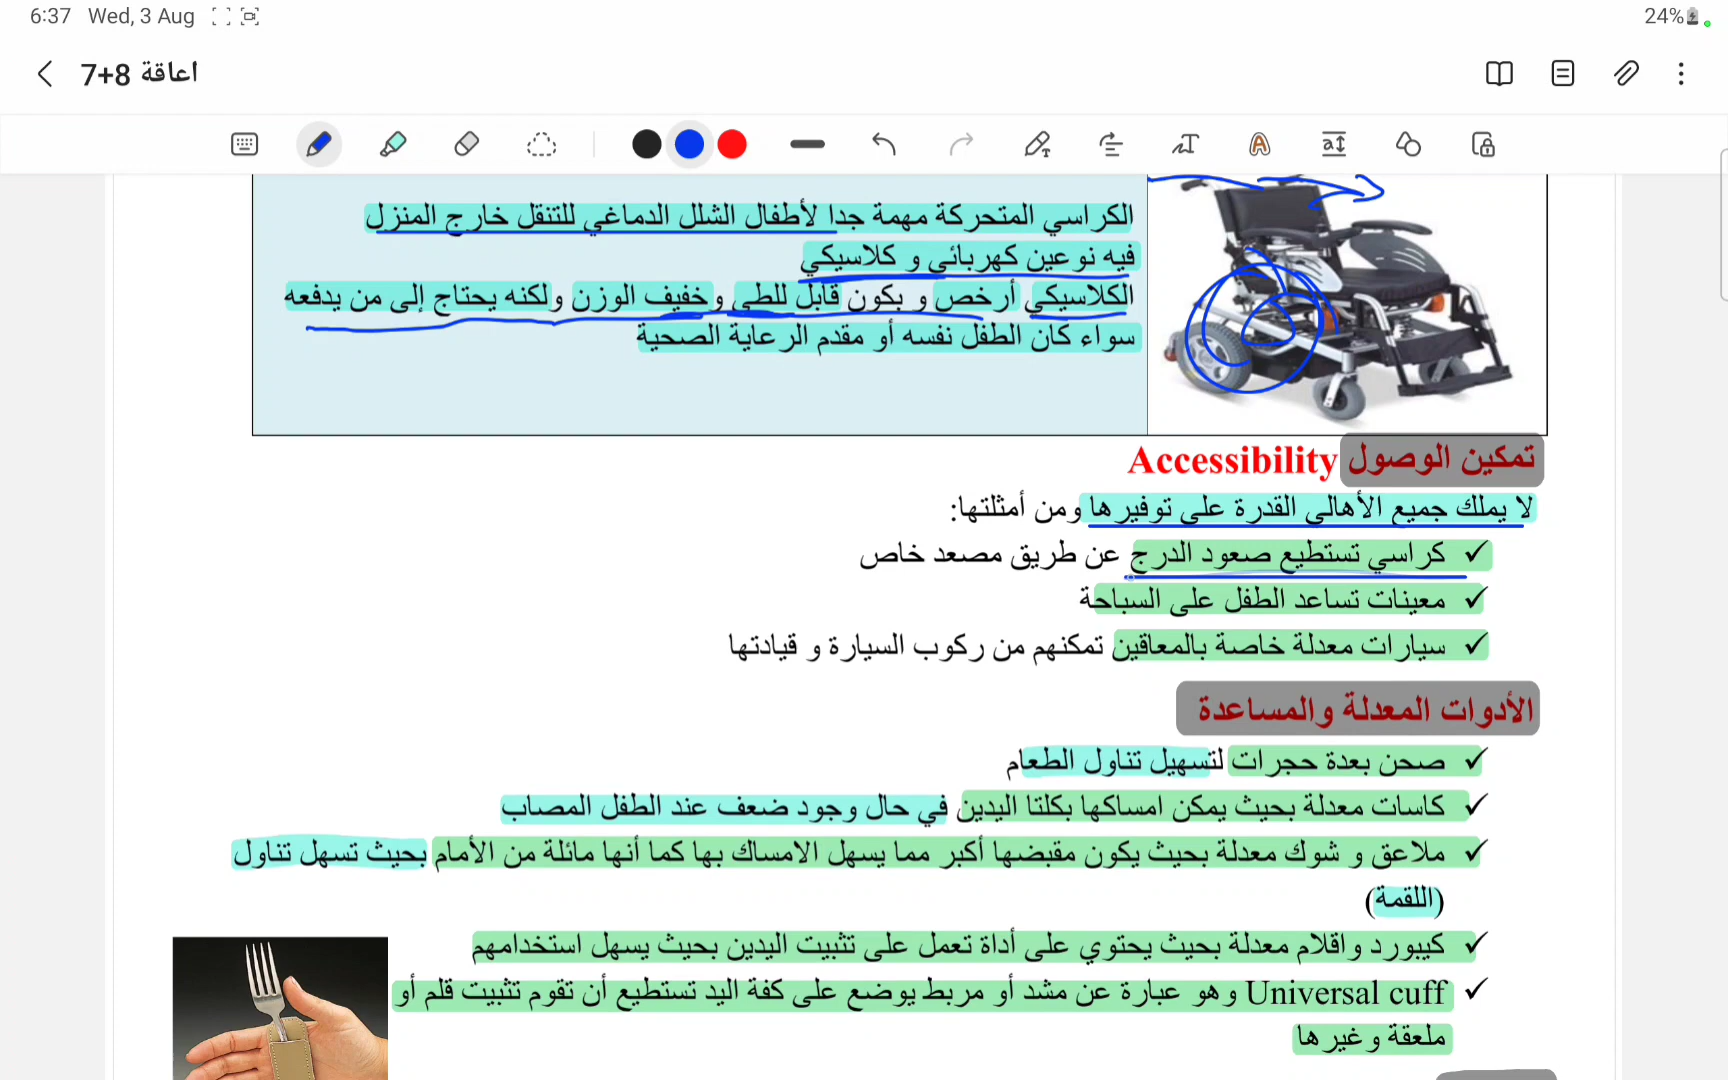 6:37 Wed, 3 Aug
24%
اعاقة 7+8
الكراسي المتحركة مهمة جدا لأطفال الشلل الدماغي للتنقل خارج المنزل
فيه نوعين كهربائي و كلاسيكي
الكلاسيكي أرخص و بكون قابل للطي وخفيف الوزن ولكنه يحتاج إلى من يدفعه
سواء كان الطفل نفسه أو مقدم الرعاية الصحية
تمكين الوصول Accessibility
لا يملك جميع الأهالي القدرة على توفيرها ومن أمثلتها:
✓ كراسي تستطيع صعود الدرج عن طريق مصعد خاص
✓ معينات تساعد الطفل على السباحة
✓ سيارات معدلة خاصة بالمعاقين تمكنهم من ركوب السيارة و قيادتها
الأدوات المعدلة والمساعدة
✓ صحن بعدة حجرات لتسهيل تناول الطعام
✓ كاسات معدلة بحيث يمكن امساكها بكلتا اليدين في حال وجود ضعف عند الطفل المصاب
✓ ملاعق و شوك معدلة بحيث يكون مقبضها أكبر مما يسهل الامساك بها كما أنها مائلة من الأمام بحيث تسهل تناول
(اللقمة)
✓ كيبورد واقلام معدلة بحيث يحتوي على أداة تعمل على تثبيت اليدين بحيث يسهل استخدامهم
✓ Universal cuff وهو عبارة عن مشد أو مربط يوضع على كفة اليد تستطيع أن تقوم تثبيت قلم أو
ملعقة وغيرها